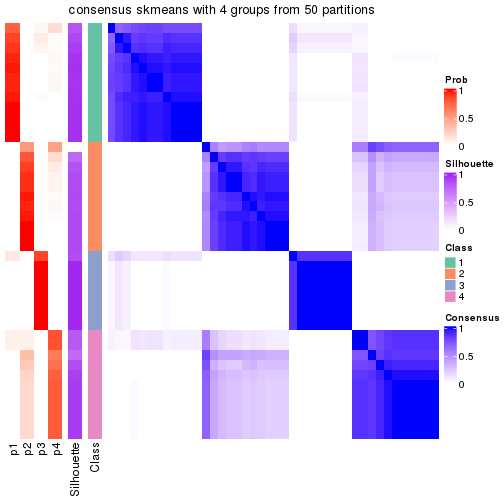 consensus skmeans with 4 groups from 50 partitions
Prob
1
0.5
0
Silhouette
1
0.5
0
Class
1
2
3
4
Consensus
1
0.5
0
p1
p2
p3
p4
Silhouette
Class